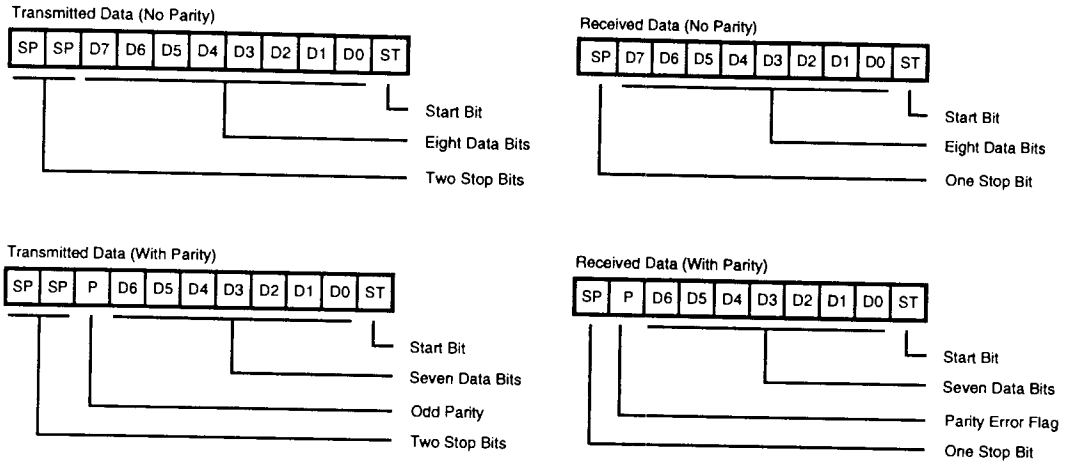 Transmitted Data (No Parity)
SP SP D7 D6 D5 D4 D3 D2 D1 D0 ST
Start Bit
Eight Data Bits
Two Stop Bits
Received Data (No Parity)
SP D7 D6 D5 D4 D3 D2 D1 D0 ST
Start Bit
Eight Data Bits
One Stop Bit
Transmitted Data (With Parity)
SP SP P D6 D5 D4 D3 D2 D1 D0 ST
Start Bit
Seven Data Bits
Odd Parity
Two Stop Bits
Received Data (With Parity)
SP P D6 D5 D4 D3 D2 D1 D0 ST
Start Bit
Seven Data Bits
Parity Error Flag
One Stop Bit